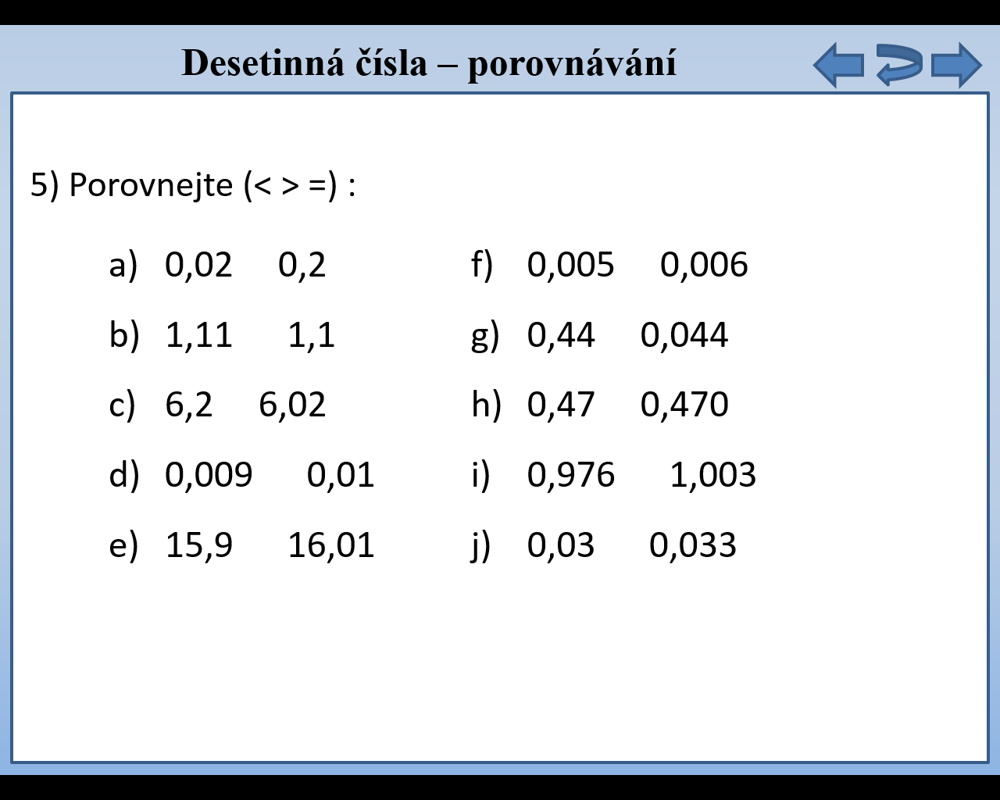 Desetinná čísla – porovnávání
5) Porovnejte (< > =) :
a) 0,02 0,2
b) 1,11 1,1
c) 6,2 6,02
d) 0,009 0,01
e) 15,9 16,01
f) 0,005 0,006
g) 0,44 0,044
h) 0,47 0,470
i) 0,976 1,003
j) 0,03 0,033